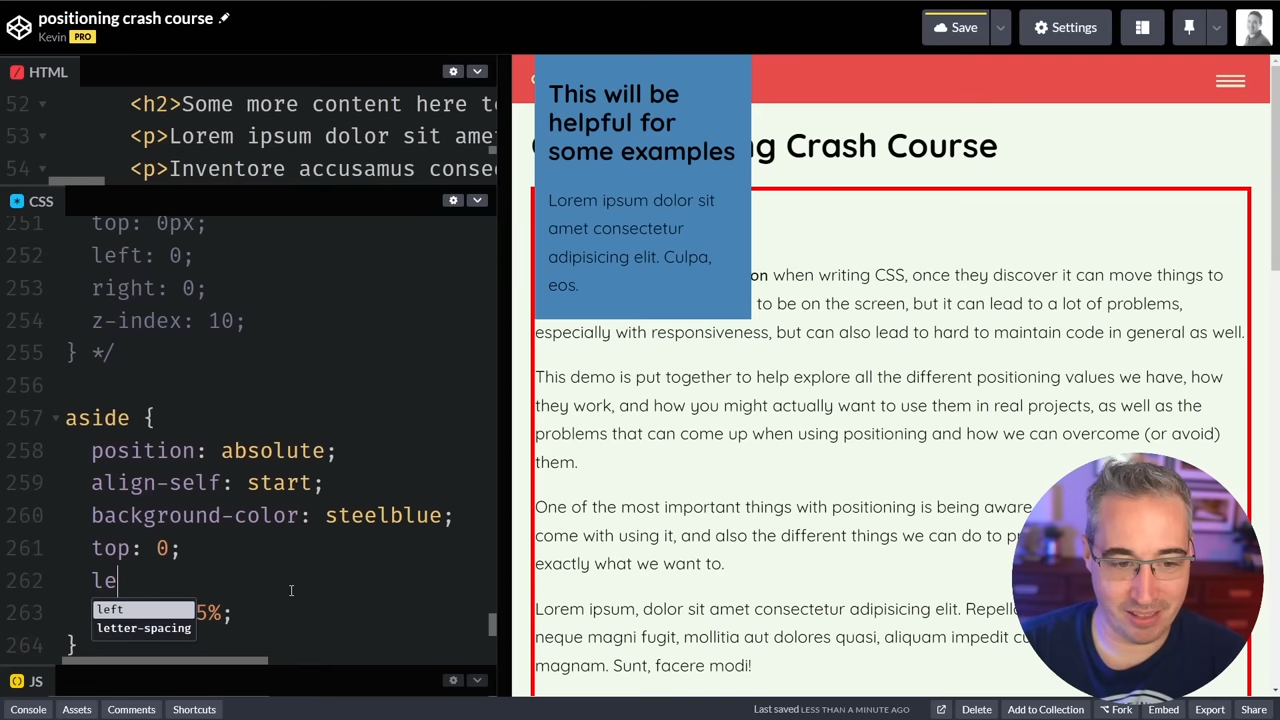 positioning crash course
Kevin PRO
Save
Settings
HTML
52 <h2>Some more content here to
53 <p>Lorem ipsum dolor sit amet
54 <p>Inventore accusamus consec
CSS
251 top: 0px;
252 left: 0;
253 right: 0;
254 z-index: 10;
255 } */
256
257 aside {
258 position: absolute;
259 align-self: start;
260 background-color: steelblue;
261 top: 0;
262 le
left
263 5%;
letter-spacing
264 }
JS
This will be
helpful for
some examples
Lorem ipsum dolor sit
amet consectetur
adipisicing elit. Culpa,
eos.
Crash Course
on when writing CSS, once they discover it can move things to
to be on the screen, but it can lead to a lot of problems,
especially with responsiveness, but can also lead to hard to maintain code in general as well.
This demo is put together to help explore all the different positioning values we have, how
they work, and how you might actually want to use them in real projects, as well as the
problems that can come up when using positioning and how we can overcome (or avoid)
them.
One of the most important things with positioning is being aware
come with using it, and also the different things we can do to
exactly what we want to.
Lorem ipsum, dolor sit amet consectetur adipisicing elit.
neque magni fugit, mollitia aut dolores quasi, aliquam impedit
magnam. Sunt, facere modi!
Console Assets Comments Shortcuts Last saved LESS THAN A MINUTE AGO Delete Add to Collection Fork Embed Export Share